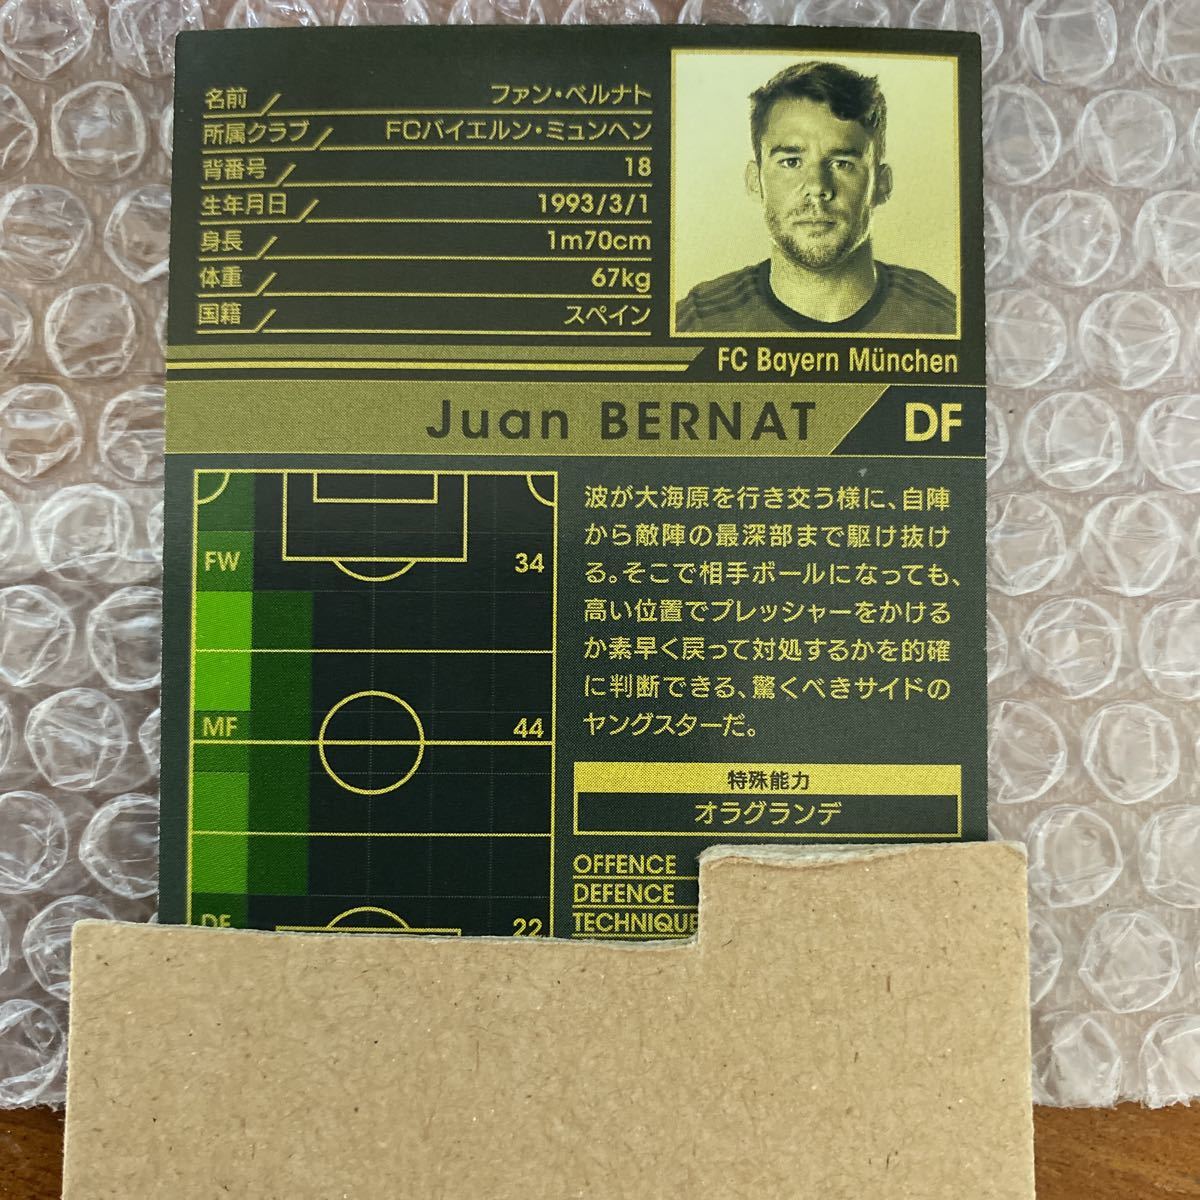 名前 ファン・ベルナト
所属クラブ FCバイエルン・ミュンヘン
背番号 18
生年月日 1993/3/1
身長 1m70cm
体重 67kg
国籍 スペイン
FC Bayern München
Juan BERNAT DF
FW 34
MF 44
DF 22
波が大海原を行き交う様に、自陣
から敵陣の最深部まで駆け抜け
る。そこで相手ボールになっても、
高い位置でプレッシャーをかける
か素早く戻って対処するかを的確
に判断できる、驚くべきサイドの
ヤングスターだ。
特殊能力
オラグランデ
OFFENCE
DEFENCE
TECHNIQUE